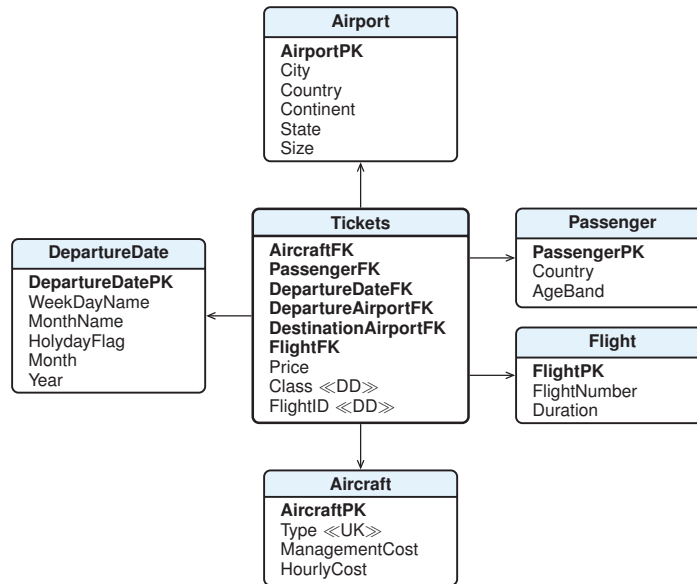 Airport
AirportPK
City
Country
Continent
State
Size
Tickets
AircraftFK
PassengerFK
DepartureDateFK
DepartureAirportFK
DestinationAirportFK
FlightFK
Price
Class ≪DD≫
FlightID ≪DD≫
DepartureDate
DepartureDatePK
WeekDayName
MonthName
HolydayFlag
Month
Year
Passenger
PassengerPK
Country
AgeBand
Flight
FlightPK
FlightNumber
Duration
Aircraft
AircraftPK
Type ≪UK≫
ManagementCost
HourlyCost